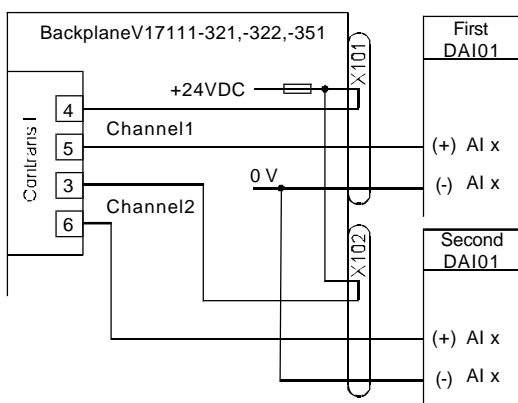 BackplaneV17111-321,-322,-351
First
DAI01
X101
+24VDC
Contrans I
4
Channel1
5
(+) AI x
3
0 V
(-) AI x
Channel2
6
X102
Second
DAI01
(+) AI x
(-) AI x